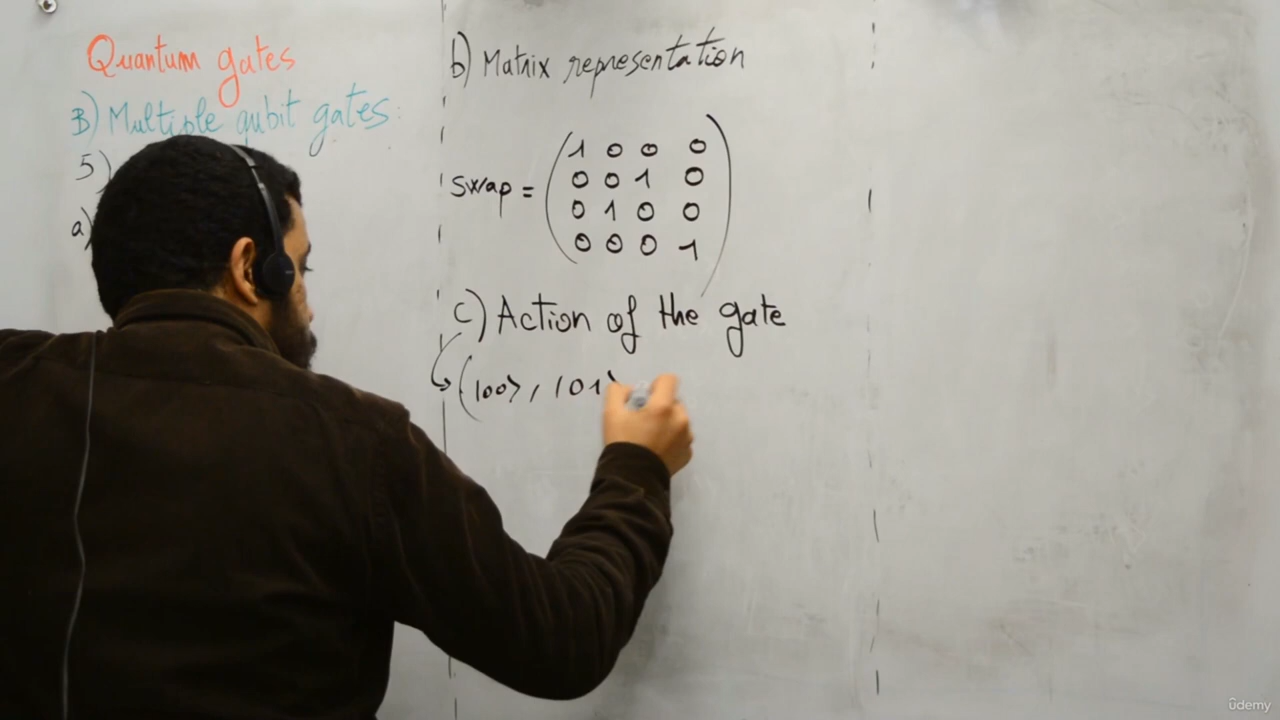 Quantum gates
B) Multiple qubit gates:
5)
a)
b) Matrix representation
swap = (1 0 0 0
0 0 1 0
0 1 0 0
0 0 0 1)
c) Action of the gate
(|00>, |01>
ûdemy